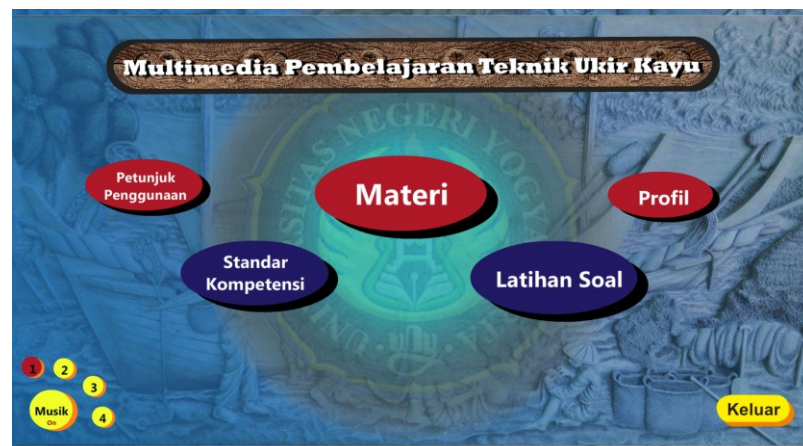 Multimedia Pembelajaran Teknik Ukir Kayu
Petunjuk
Penggunaan
Materi
Profil
Standar
Kompetensi
Latihan Soal
1
2
3
4
Musik
On
Keluar